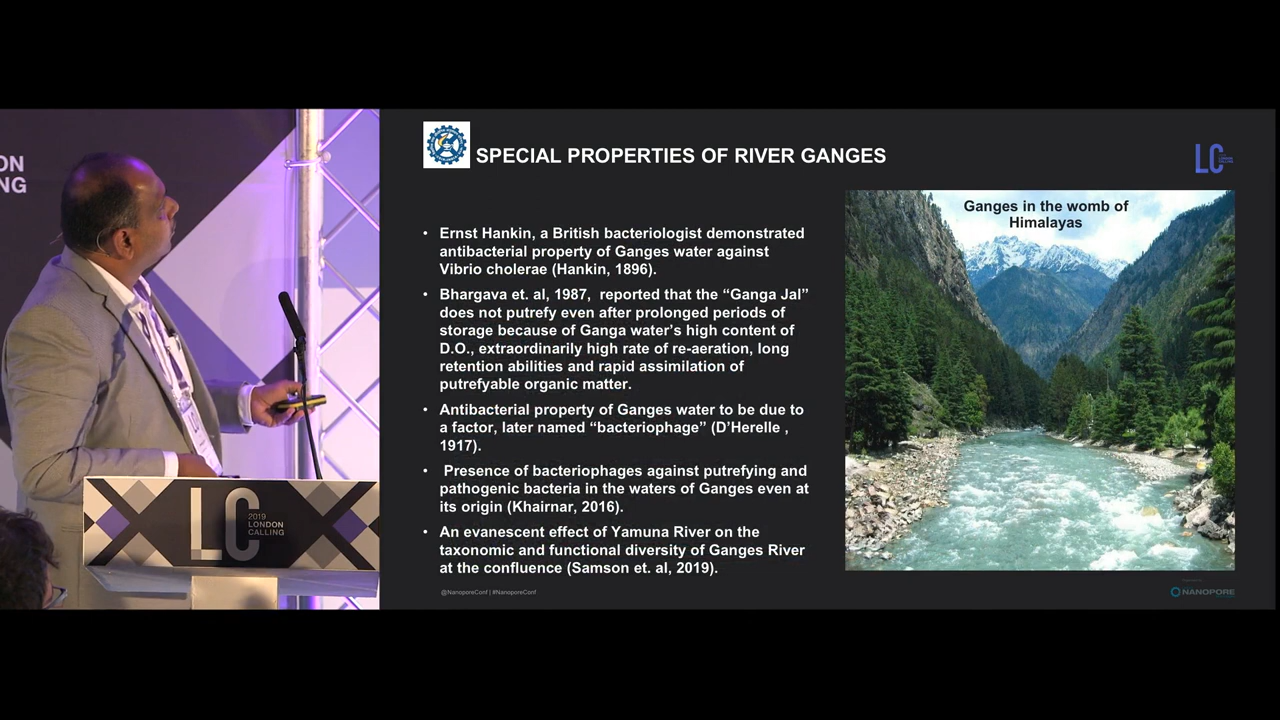 ON
NG
LC
2019
LONDON
CALLING
SPECIAL PROPERTIES OF RIVER GANGES
LC
LONDON
CALLING
• Ernst Hankin, a British bacteriologist demonstrated
antibacterial property of Ganges water against
Vibrio cholerae (Hankin, 1896).
• Bhargava et. al, 1987,  reported that the “Ganga Jal”
does not putrefy even after prolonged periods of
storage because of Ganga water’s high content of
D.O., extraordinarily high rate of re-aeration, long
retention abilities and rapid assimilation of
putrefyable organic matter.
• Antibacterial property of Ganges water to be due to
a factor, later named “bacteriophage” (D’Herelle ,
1917).
•  Presence of bacteriophages against putrefying and
pathogenic bacteria in the waters of Ganges even at
its origin (Khairnar, 2016).
• An evanescent effect of Yamuna River on the
taxonomic and functional diversity of Ganges River
at the confluence (Samson et. al, 2019).
Ganges in the womb of
Himalayas
@NanoporeConf | #NanoporeConf
NANOPORE